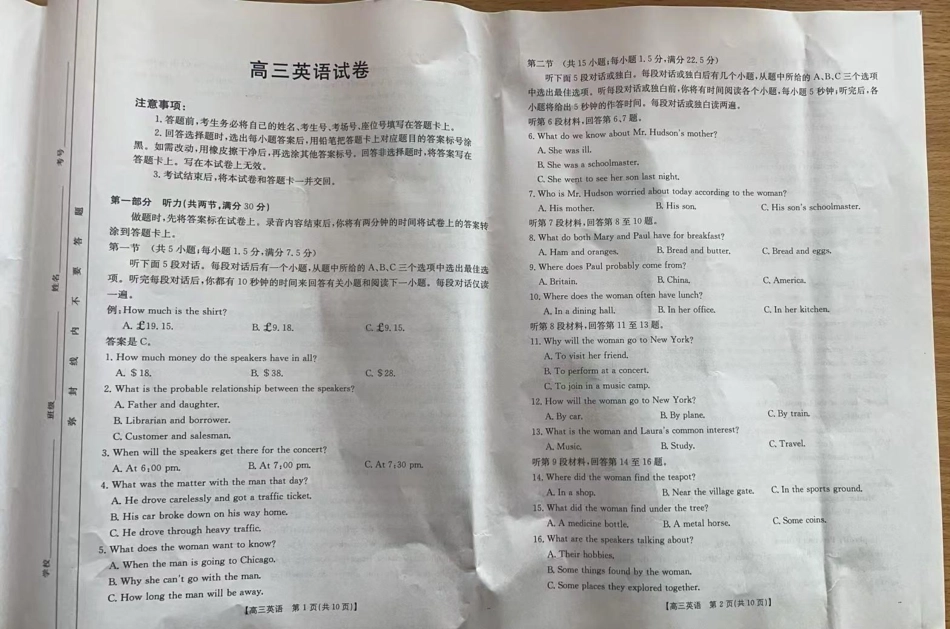 学校
班级
姓名
考号
弥 封 线 内 不 要 答 题
高三英语试卷
注意事项:
1. 答题前,考生务必将自己的姓名、考生号、考场号、座位号填写在答题卡上。
2. 回答选择题时,选出每小题答案后,用铅笔把答题卡上对应题目的答案标号涂
黑。如需改动,用橡皮擦干净后,再选涂其他答案标号。回答非选择题时,将答案写在
答题卡上。写在本试卷上无效。
3. 考试结束后,将本试卷和答题卡一并交回。
第一部分 听力(共两节,满分 30 分)
做题时,先将答案标在试卷上。录音内容结束后,你将有两分钟的时间将试卷上的答案转
涂到答题卡上。
第一节 (共 5 小题;每小题 1.5 分,满分 7.5 分)
听下面 5 段对话。每段对话后有一个小题,从题中所给的 A、B、C 三个选项中选出最佳选
项。听完每段对话后,你都有 10 秒钟的时间来回答有关小题和阅读下一小题。每段对话仅读
一遍。
例:How much is the shirt?
A. £19.15. B. £9.18. C. £9.15.
答案是 C。
1. How much money do the speakers have in all?
A. $18. B. $38. C. $28.
2. What is the probable relationship between the speakers?
A. Father and daughter.
B. Librarian and borrower.
C. Customer and salesman.
3. When will the speakers get there for the concert?
A. At 6:00 pm. B. At 7:00 pm. C. At 7:30 pm.
4. What was the matter with the man that day?
A. He drove carelessly and got a traffic ticket.
B. His car broke down on his way home.
C. He drove through heavy traffic.
5. What does the woman want to know?
A. When the man is going to Chicago.
B. Why she can't go with the man.
C. How long the man will be away.
【高三英语 第 1 页(共 10 页)】
第二节 (共 15 小题;每小题 1.5 分,满分 22.5 分)
听下面 5 段对话或独白。每段对话或独白后有几个小题,从题中所给的 A、B、C 三个选项
中选出最佳选项。听每段对话或独白前,你将有时间阅读各个小题,每小题 5 秒钟;听完后,各
小题将给出 5 秒钟的作答时间。每段对话或独白读两遍。
听第 6 段材料,回答第 6、7 题。
6. What do we know about Mr. Hudson's mother?
A. She was ill.
B. She was a schoolmaster.
C. She went to see her son last night.
7. Who is Mr. Hudson worried about today according to the woman?
A. His mother. B. His son. C. His son's schoolmaster.
听第 7 段材料,回答第 8 至 10 题。
8. What do both Mary and Paul have for breakfast?
A. Ham and oranges. B. Bread and butter. C. Bread and eggs.
9. Where does Paul probably come from?
A. Britain. B. China. C. America.
10. Where does the woman often have lunch?
A. In a dining hall. B. In her office. C. In her kitchen.
听第 8 段材料,回答第 11 至 13 题。
11. Why will the woman go to New York?
A. To visit her friend.
B. To perform at a concert.
C. To join in a music camp.
12. How will the woman go to New York?
A. By car. B. By plane. C. By train.
13. What is the woman and Laura's common interest?
A. Music. B. Study. C. Travel.
听第 9 段材料,回答第 14 至 16 题。
14. Where did the woman find the teapot?
A. In a shop. B. Near the village gate. C. In the sports ground.
15. What did the woman find under the tree?
A. A medicine bottle. B. A metal horse. C. Some coins.
16. What are the speakers talking about?
A. Their hobbies.
B. Some things found by the woman.
C. Some places they explored together.
【高三英语 第 2 页(共 10 页)】